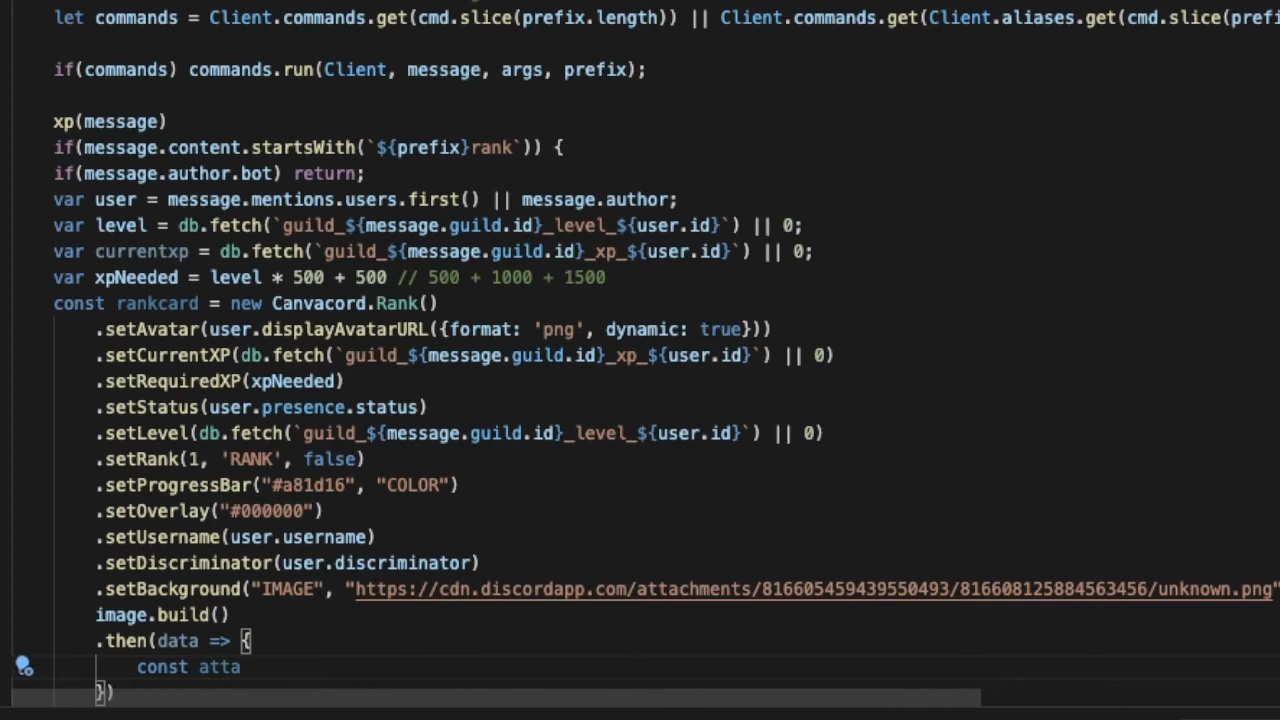 let commands = Client.commands.get(cmd.slice(prefix.length)) || Client.commands.get(Client.aliases.get(cmd.slice(prefi
if(commands) commands.run(Client, message, args, prefix);
xp(message)
if(message.content.startsWith(`${prefix}rank`)) {
if(message.author.bot) return;
var user = message.mentions.users.first() || message.author;
var level = db.fetch(`guild_${message.guild.id}_level_${user.id}`) || 0;
var currentxp = db.fetch(`guild_${message.guild.id}_xp_${user.id}`) || 0;
var xpNeeded = level * 500 + 500 // 500 + 1000 + 1500
const rankcard = new Canvacord.Rank()
.setAvatar(user.displayAvatarURL({format: 'png', dynamic: true}))
.setCurrentXP(db.fetch(`guild_${message.guild.id}_xp_${user.id}`) || 0)
.setRequiredXP(xpNeeded)
.setStatus(user.presence.status)
.setLevel(db.fetch(`guild_${message.guild.id}_level_${user.id}`) || 0)
.setRank(1, 'RANK', false)
.setProgressBar("#a81d16", "COLOR")
.setOverlay("#000000")
.setUsername(user.username)
.setDiscriminator(user.discriminator)
.setBackground("IMAGE", "https://cdn.discordapp.com/attachments/816605459439550493/816608125884563456/unknown.png"
image.build()
.then(data => {
const atta
})